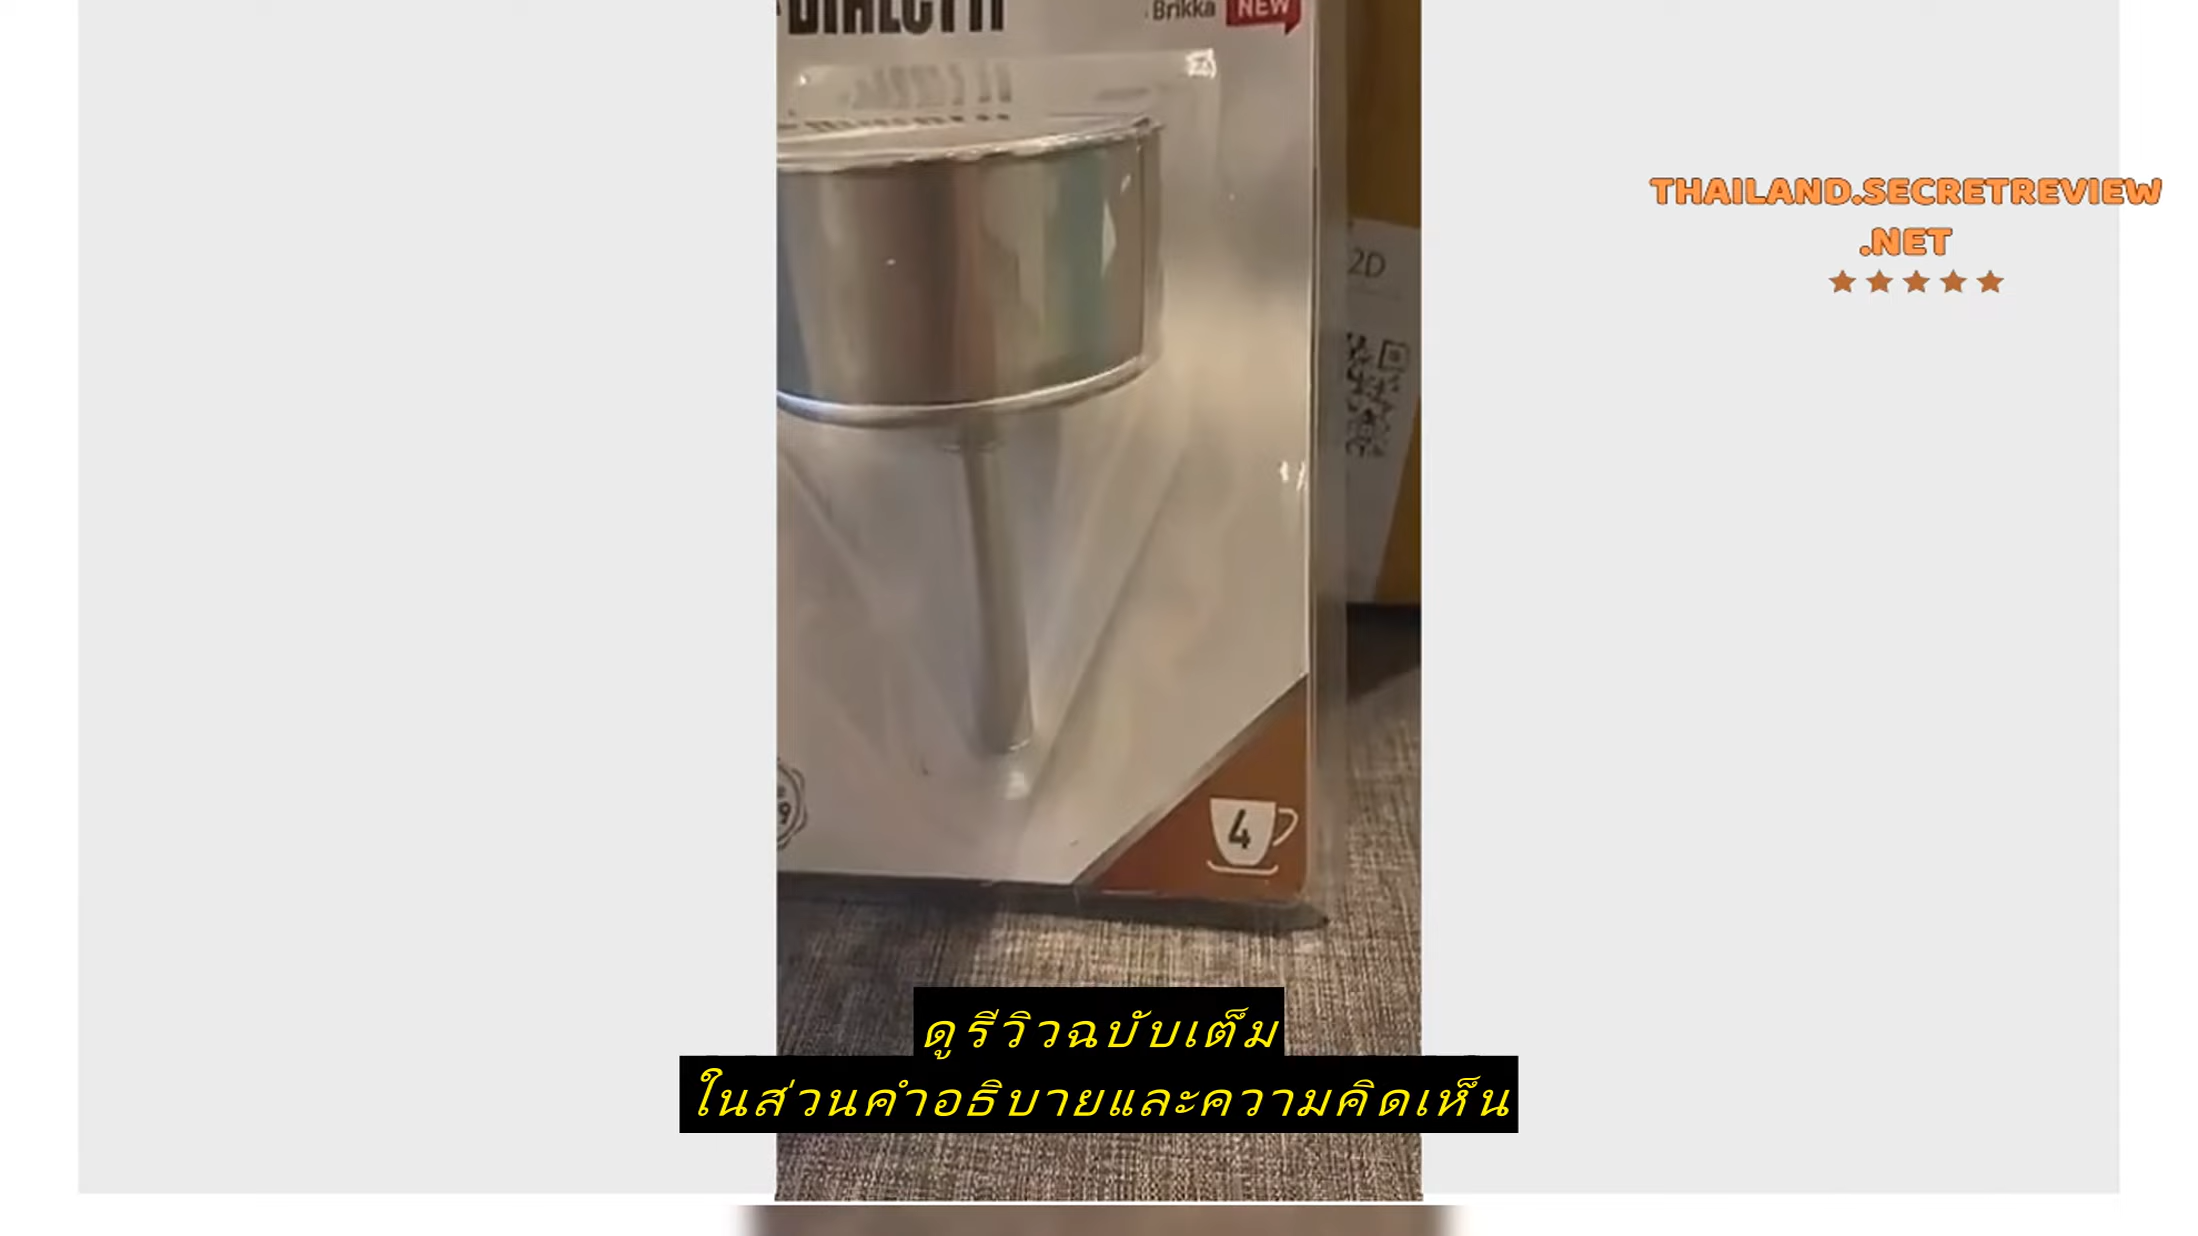 BIALETTI
Brikka NEW
THAILAND.SECRETREVIEW
.NET
2D
4
ดูรีวิวฉบับเต็ม
ในส่วนคำอธิบายและความคิดเห็น